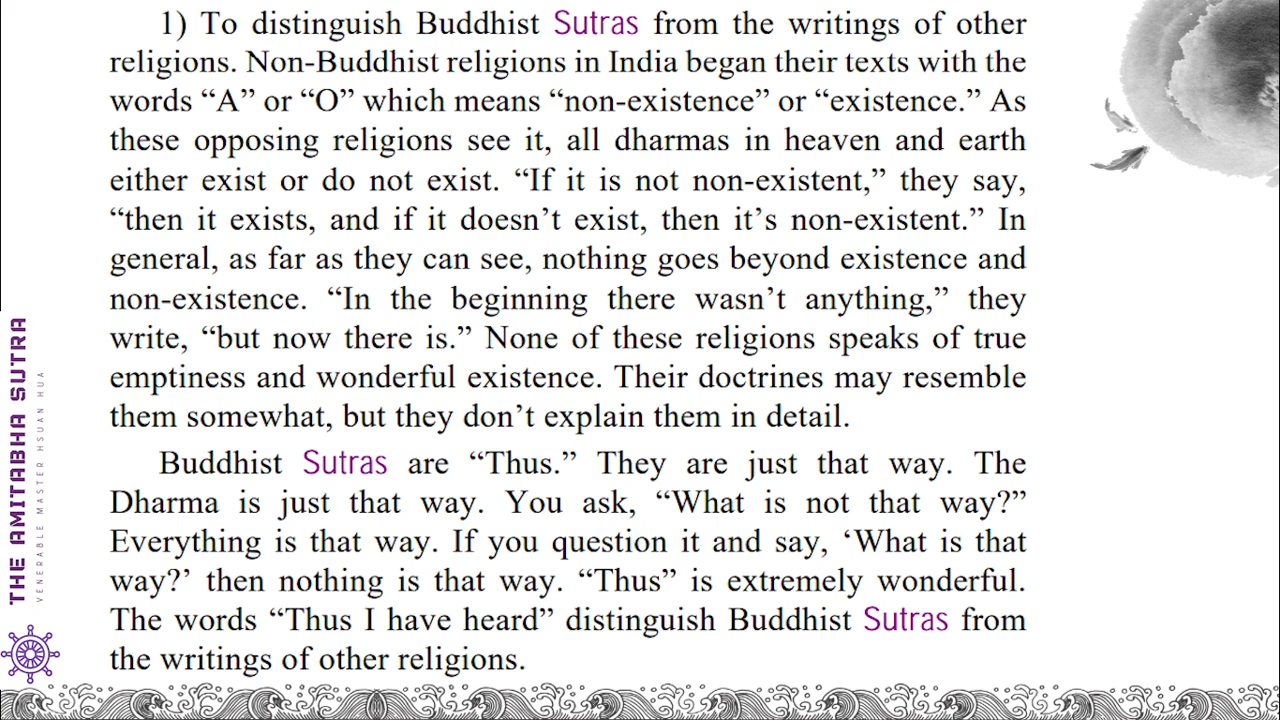 1) To distinguish Buddhist Sutras from the writings of other
religions. Non-Buddhist religions in India began their texts with the
words “A” or “O” which means “non-existence” or “existence.” As
these opposing religions see it, all dharmas in heaven and earth
either exist or do not exist. “If it is not non-existent,” they say,
“then it exists, and if it doesn’t exist, then it’s non-existent.” In
general, as far as they can see, nothing goes beyond existence and
non-existence. “In the beginning there wasn’t anything,” they
write, “but now there is.” None of these religions speaks of true
emptiness and wonderful existence. Their doctrines may resemble
them somewhat, but they don’t explain them in detail.
Buddhist Sutras are “Thus.” They are just that way. The
Dharma is just that way. You ask, “What is not that way?”
Everything is that way. If you question it and say, ‘What is that
way?’ then nothing is that way. “Thus” is extremely wonderful.
The words “Thus I have heard” distinguish Buddhist Sutras from
the writings of other religions.
THE AMITABHA SUTRA
VENERABLE MASTER HSUAN HUA